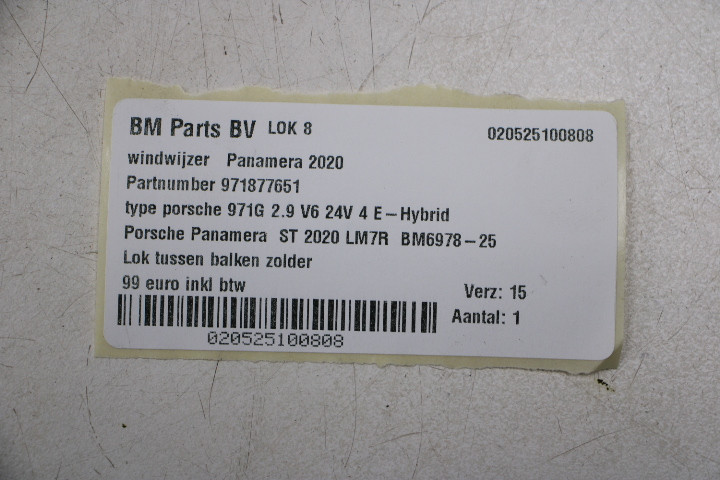 BM Parts BV LOK 8 020525100808
windwijzer Panamera 2020
Partnumber 971877651
type porsche 971G 2.9 V6 24V 4 E-Hybrid
Porsche Panamera ST 2020 LM7R BM6978-25
Lok tussen balken zolder
99 euro inkl btw Verz: 15
Aantal: 1
020525100808